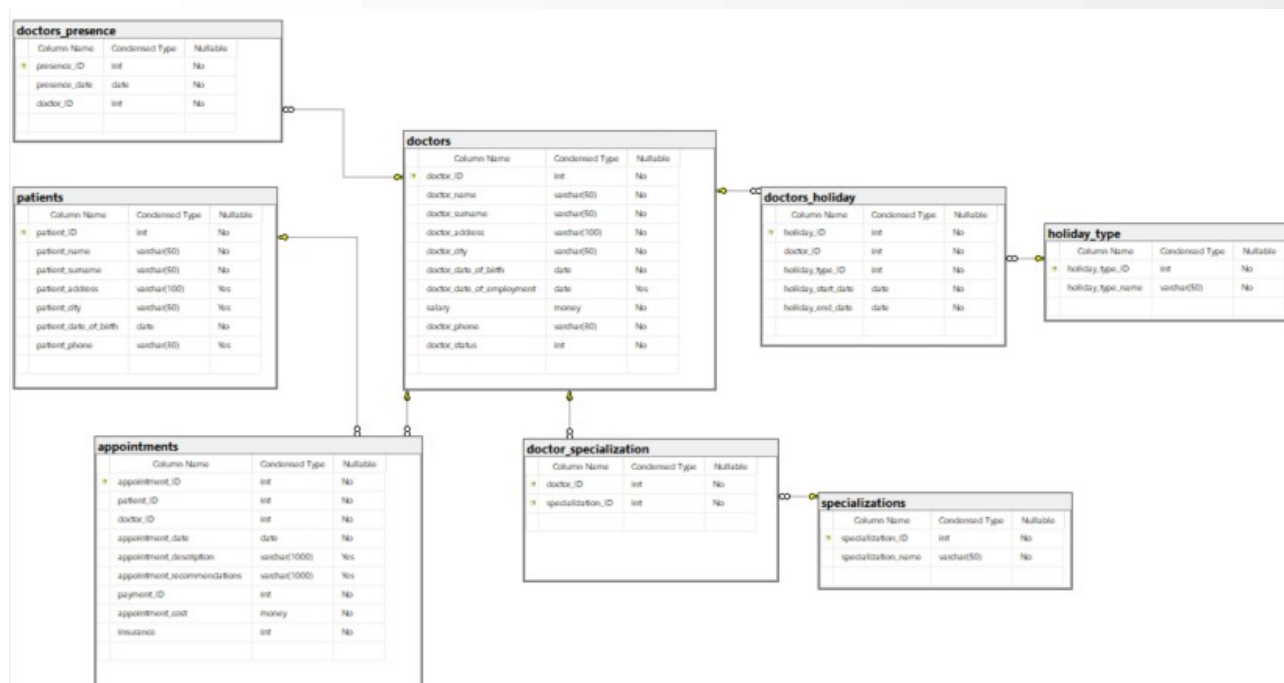 doctors_presence
Column Name Condensed Type Nullable
presence_ID int No
presence_date date No
doctor_ID int No
patients
Column Name Condensed Type Nullable
patient_ID int No
patient_name varchar(50) No
patient_surname varchar(50) No
patient_address varchar(100) Yes
patient_city varchar(50) Yes
patient_date_of_birth date No
patient_phone varchar(30) Yes
doctors
Column Name Condensed Type Nullable
doctor_ID int No
doctor_name varchar(50) No
doctor_surname varchar(50) No
doctor_address varchar(100) No
doctor_city varchar(50) No
doctor_date_of_birth date No
doctor_date_of_employment date Yes
salary money No
doctor_phone varchar(30) No
doctor_status int No
doctors_holiday
Column Name Condensed Type Nullable
holiday_ID int No
doctor_ID int No
holiday_type_ID int No
holiday_start_date date No
holiday_end_date date No
holiday_type
Column Name Condensed Type Nullable
holiday_type_ID int No
holiday_type_name varchar(50) No
appointments
Column Name Condensed Type Nullable
appointment_ID int No
patient_ID int No
doctor_ID int No
appointment_date date No
appointment_description varchar(1000) Yes
appointment_recommendations varchar(1000) Yes
payment_ID int No
appointment_cost money No
insurance int No
doctor_specialization
Column Name Condensed Type Nullable
doctor_ID int No
specialization_ID int No
specializations
Column Name Condensed Type Nullable
specialization_ID int No
specialization_name varchar(50) No